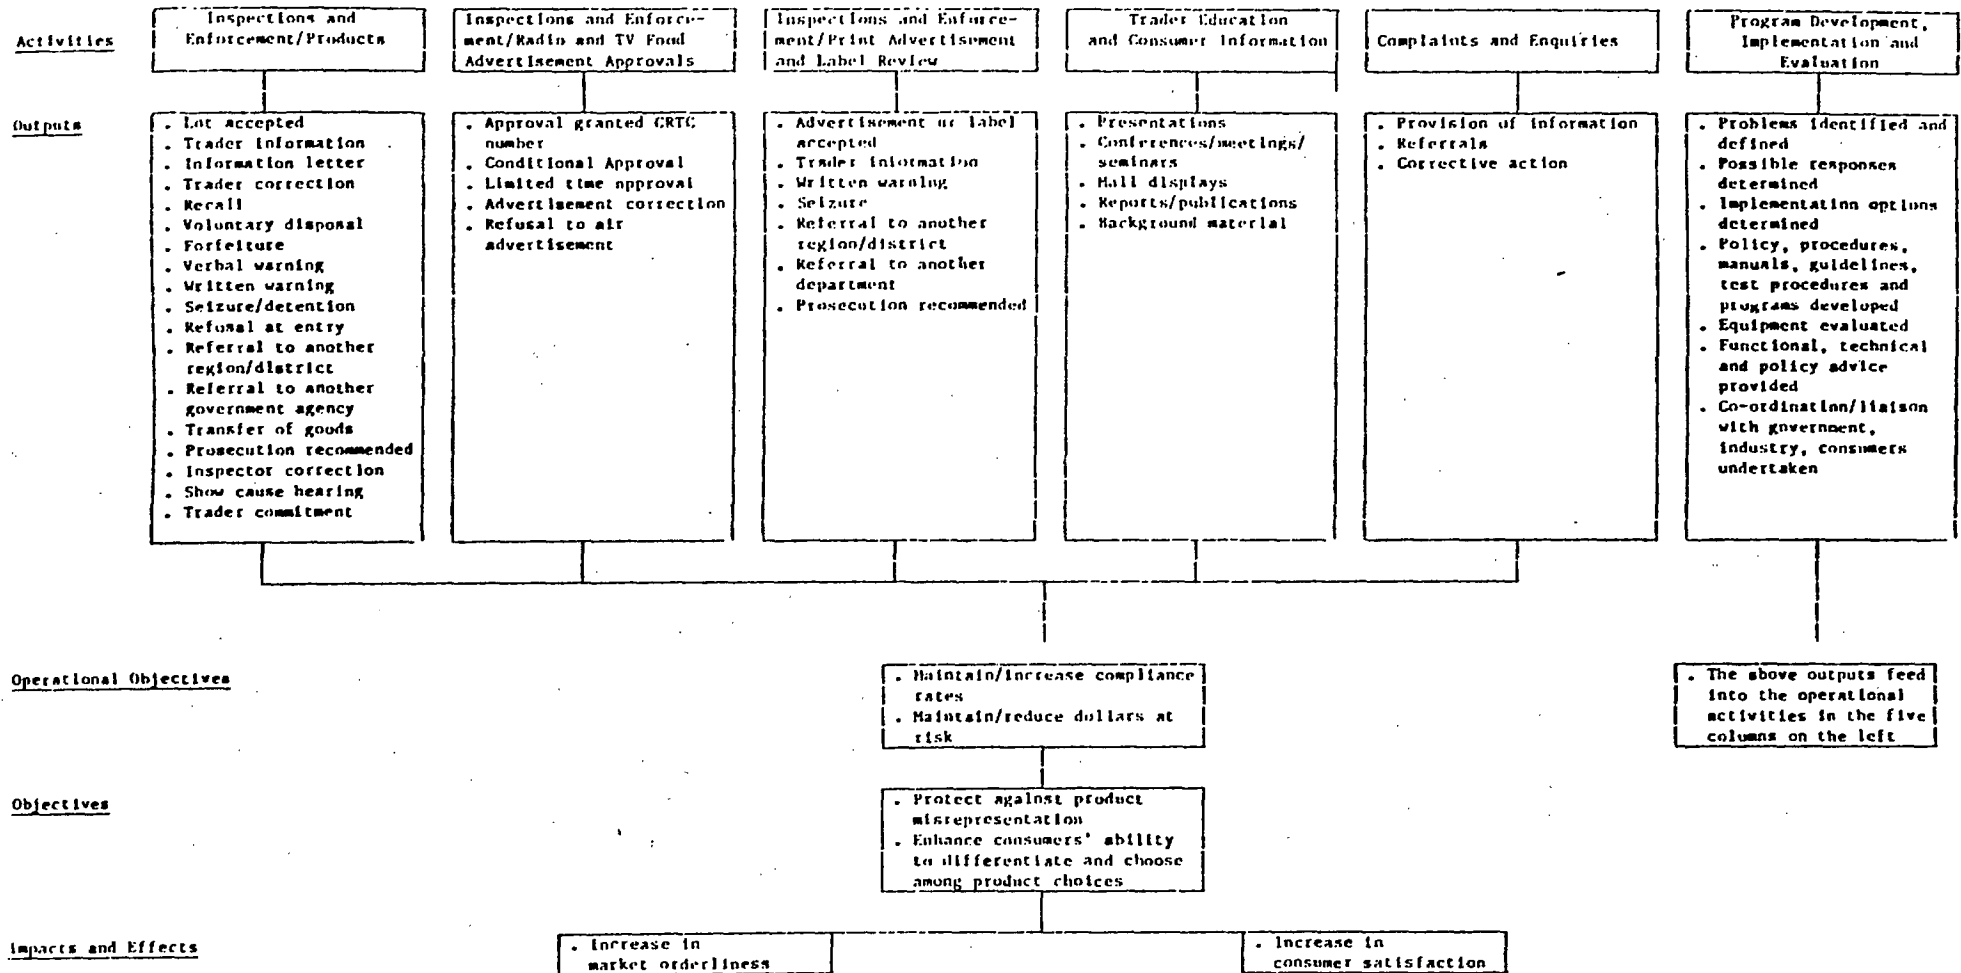 Activities
Inspections and
Enforcement/Products
Inspections and Enforce-
ment/Radio and TV Food
Advertisement Approvals
Inspections and Enforce-
ment/Print Advertisement
and Label Review
Trader Education
and Consumer Information
Complaints and Enquiries
Program Development,
Implementation and
Evaluation
Outputs
. Lot accepted
. Trader information
. Information letter
. Trader correction
. Recall
. Voluntary disposal
. Forfeiture
. Verbal warning
. Written warning
. Seizure/detention
. Refusal at entry
. Referral to another
region/district
. Referral to another
government agency
. Transfer of goods
. Prosecution recommended
. Inspector correction
. Show cause hearing
. Trader commitment
. Approval granted CRTC
number
. Conditional Approval
. Limited time approval
. Advertisement correction
. Refusal to air
advertisement
. Advertisement or label
accepted
. Trader information
. Written warning
. Seizure
. Referral to another
region/district
. Referral to another
department
. Prosecution recommended
. Presentations
. Conferences/meetings/
seminars
. Mall displays
. Reports/publications
. Background material
. Provision of information
. Referrals
. Corrective action
. Problems identified and
defined
. Possible responses
determined
. Implementation options
determined
. Policy, procedures,
manuals, guidelines,
test procedures and
programs developed
. Equipment evaluated
. Functional, technical
and policy advice
provided
. Co-ordination/liaison
with government,
industry, consumers
undertaken
Operational Objectives
. Maintain/increase compliance
rates
. Maintain/reduce dollars at
risk
. The above outputs feed
into the operational
activities in the five
columns on the left
Objectives
. Protect against product
misrepresentation
. Enhance consumers' ability
to differentiate and choose
among product choices
Impacts and Effects
. Increase in
market orderliness
. Increase in
consumer satisfaction